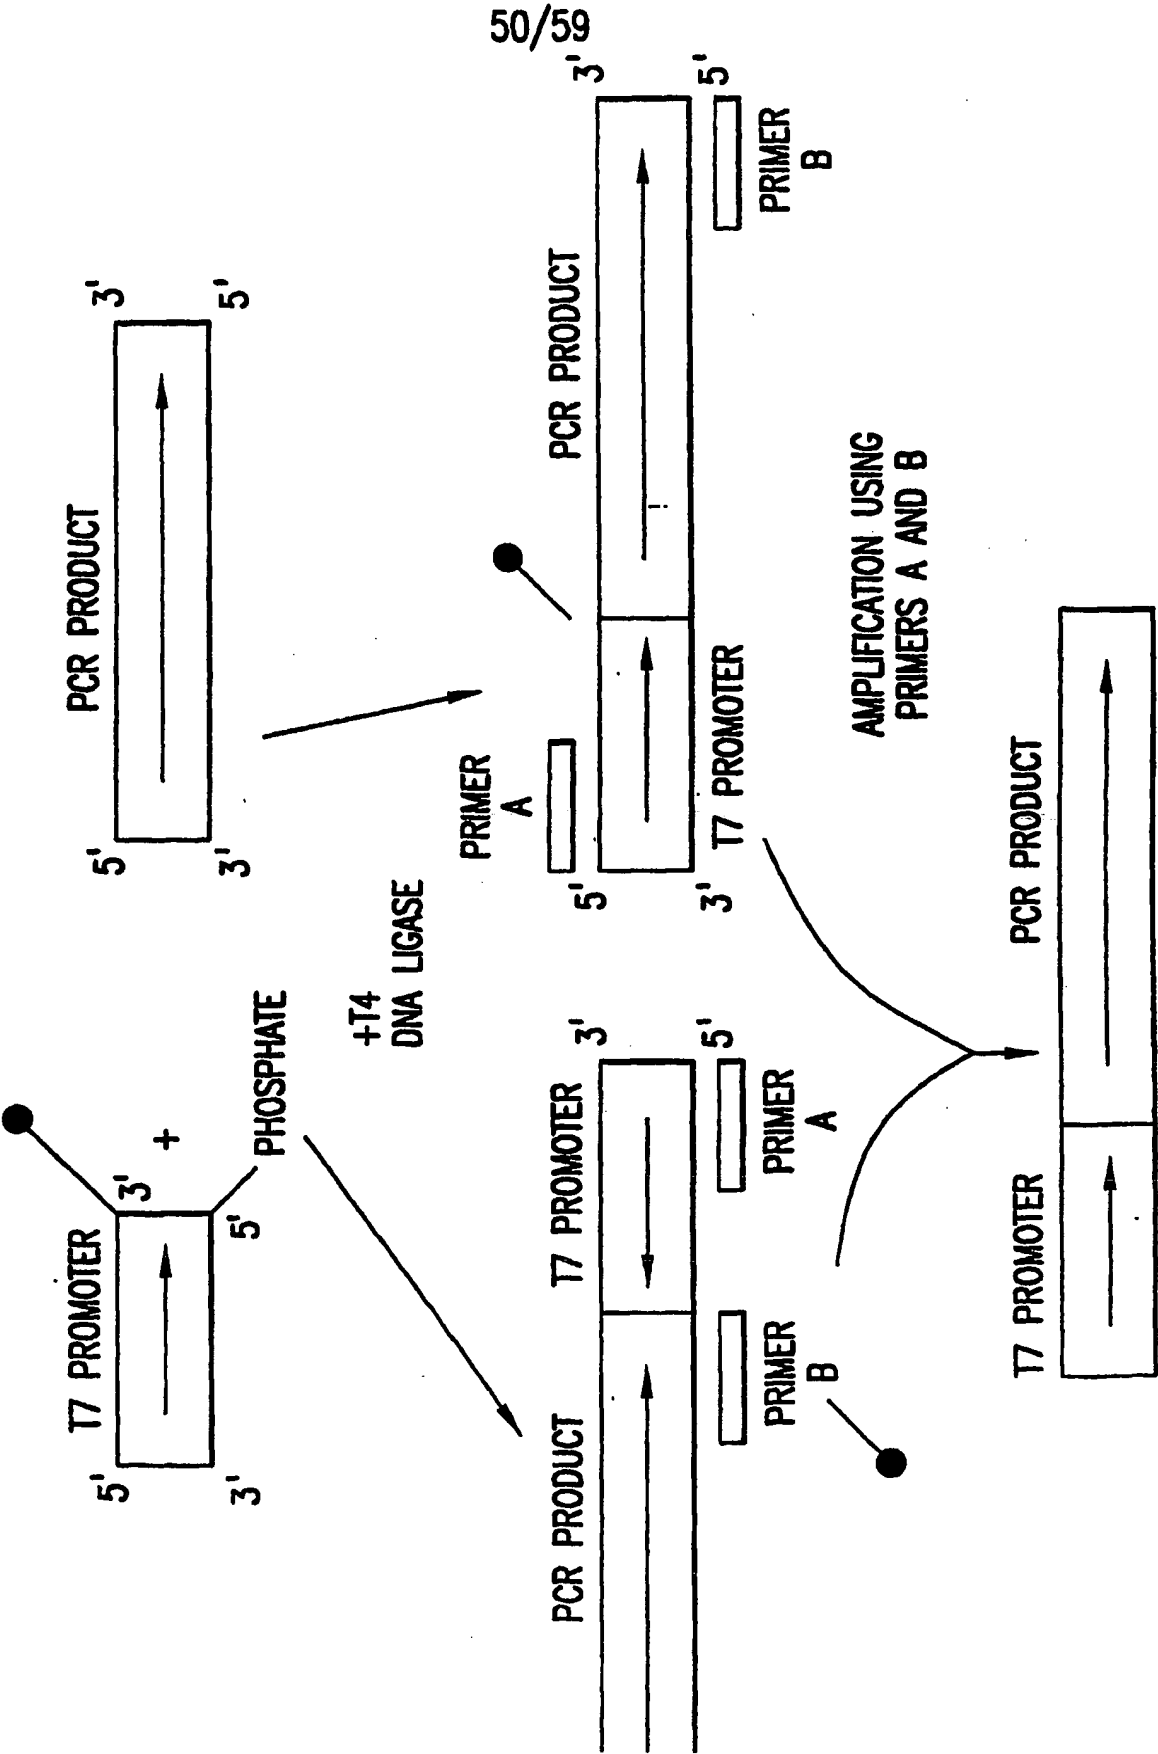 50/59
T7 PROMOTER
5'
3'
3'
5'
+
PHOSPHATE
PCR PRODUCT
5'
3'
3'
5'
+T4
DNA LIGASE
PCR PRODUCT
T7 PROMOTER
3'
5'
PRIMER
B
PRIMER
A
PRIMER
A
PCR PRODUCT
5'
3'
3'
5'
T7 PROMOTER
PRIMER
B
AMPLIFICATION USING
PRIMERS A AND B
T7 PROMOTER
PCR PRODUCT